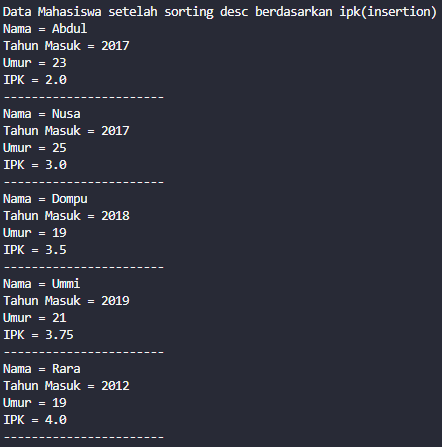 Data Mahasiswa setelah sorting desc berdasarkan ipk(insertion)
Nama = Abdul
Tahun Masuk = 2017
Umur = 23
IPK = 2.0
-----------------------
Nama = Nusa
Tahun Masuk = 2017
Umur = 25
IPK = 3.0
-----------------------
Nama = Dompu
Tahun Masuk = 2018
Umur = 19
IPK = 3.5
-----------------------
Nama = Ummi
Tahun Masuk = 2019
Umur = 21
IPK = 3.75
-----------------------
Nama = Rara
Tahun Masuk = 2012
Umur = 19
IPK = 4.0
-----------------------